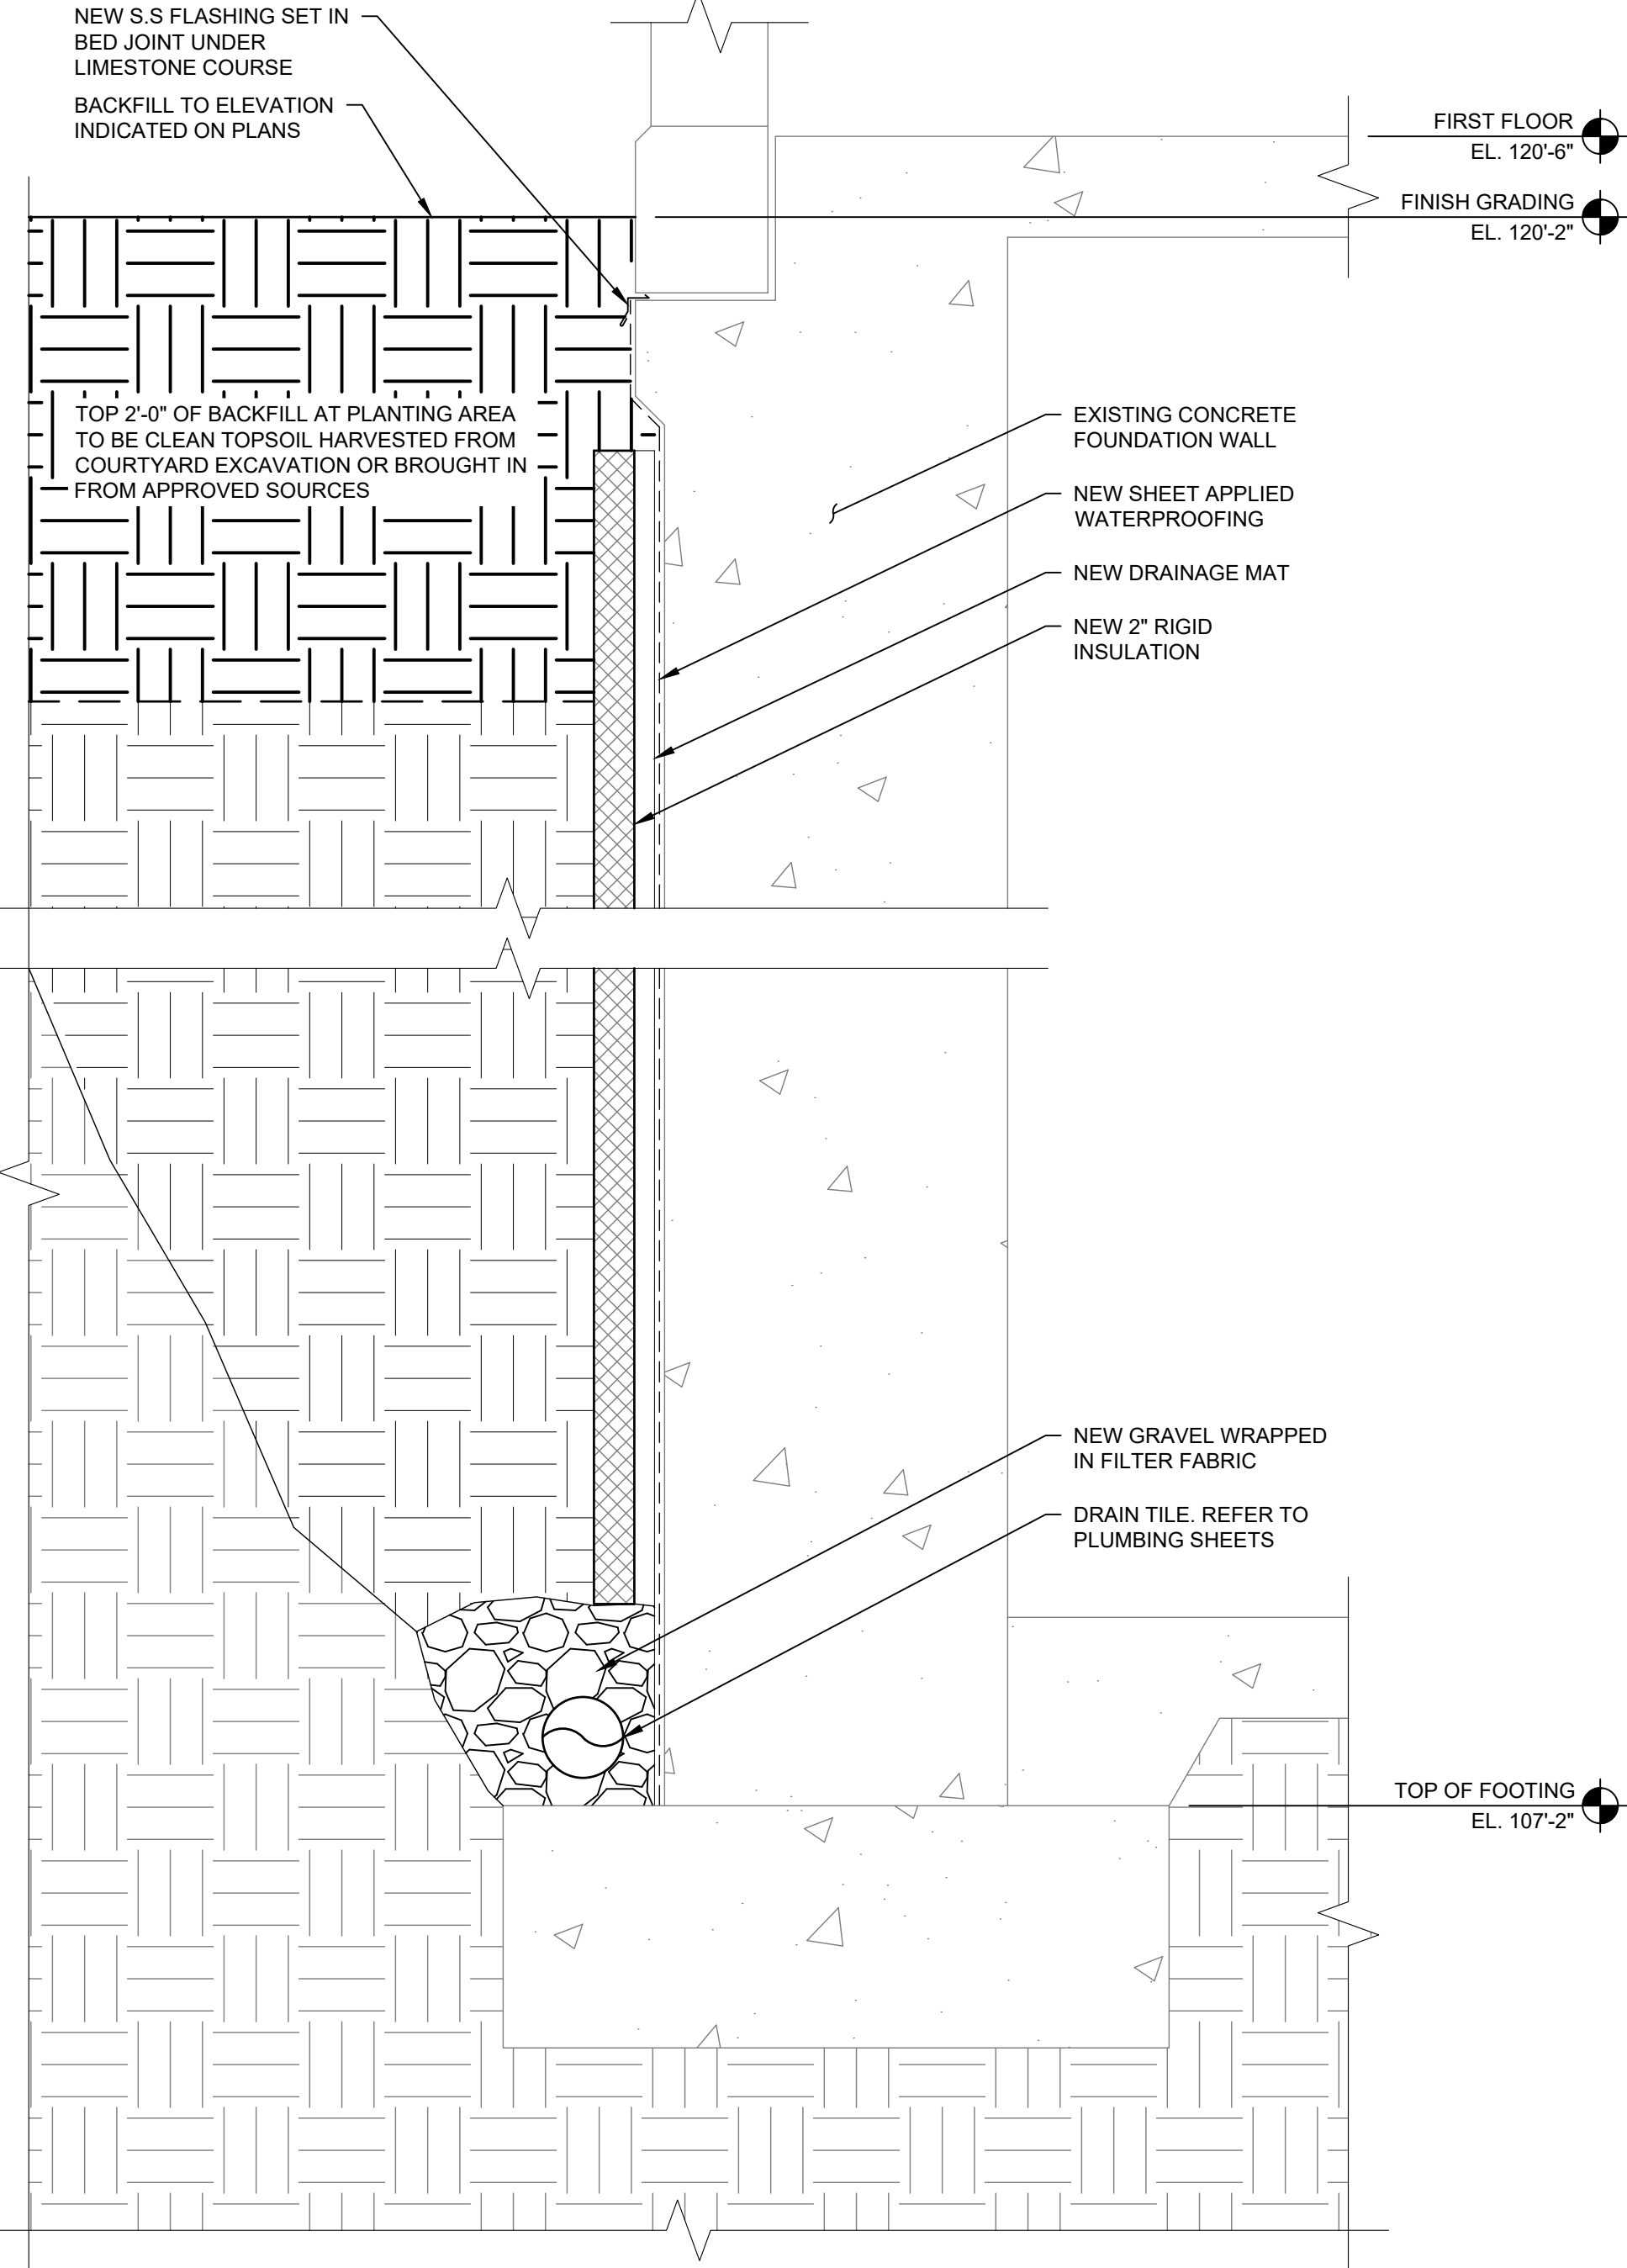 NEW S.S FLASHING SET IN
BED JOINT UNDER
LIMESTONE COURSE
BACKFILL TO ELEVATION
INDICATED ON PLANS
FIRST FLOOR
EL. 120'-6"
FINISH GRADING
EL. 120'-2"
TOP 2'-0" OF BACKFILL AT PLANTING AREA
TO BE CLEAN TOPSOIL HARVESTED FROM
COURTYARD EXCAVATION OR BROUGHT IN
FROM APPROVED SOURCES
EXISTING CONCRETE
FOUNDATION WALL
NEW SHEET APPLIED
WATERPROOFING
NEW DRAINAGE MAT
NEW 2" RIGID
INSULATION
NEW GRAVEL WRAPPED
IN FILTER FABRIC
DRAIN TILE. REFER TO
PLUMBING SHEETS
TOP OF FOOTING
EL. 107'-2"